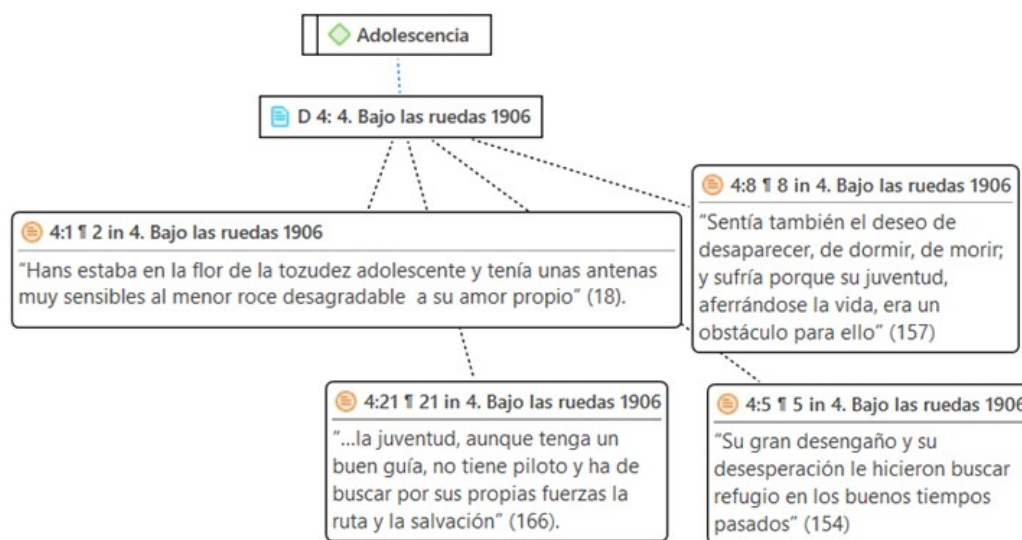 Adolescencia
D 4: 4. Bajo las ruedas 1906
4:1 ¶ 2 in 4. Bajo las ruedas 1906
“Hans estaba en la flor de la tozudez adolescente y tenía unas antenas
muy sensibles al menor roce desagradable a su amor propio” (18).
4:8 ¶ 8 in 4. Bajo las ruedas 1906
“Sentía también el deseo de
desaparecer, de dormir, de morir;
y sufría porque su juventud,
aferrándose la vida, era un
obstáculo para ello” (157)
4:21 ¶ 21 in 4. Bajo las ruedas 1906
“...la juventud, aunque tenga un
buen guía, no tiene piloto y ha de
buscar por sus propias fuerzas la
ruta y la salvación” (166).
4:5 ¶ 5 in 4. Bajo las ruedas 1906
“Su gran desengaño y su
desesperación le hicieron buscar
refugio en los buenos tiempos
pasados” (154)